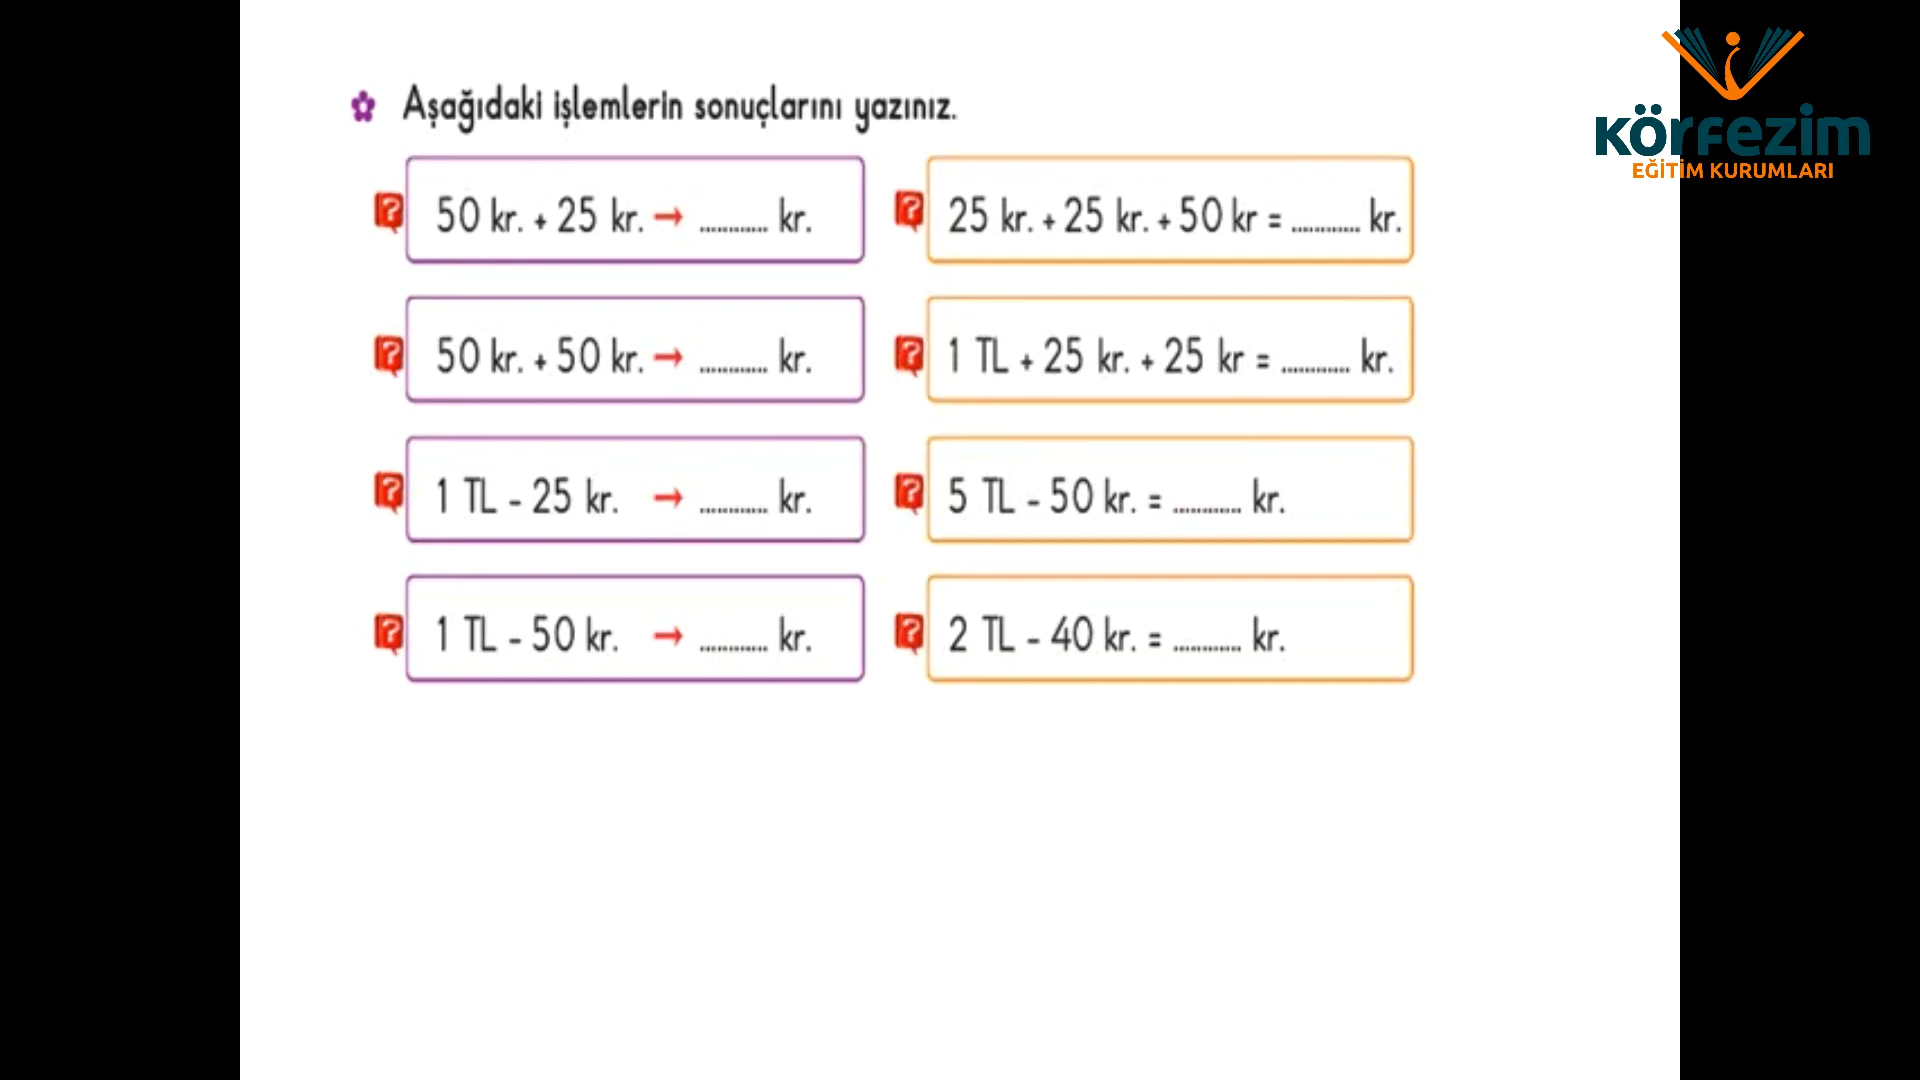 körfezim
EĞİTİM KURUMLARI
Aşağıdaki işlemlerin sonuçlarını yazınız.
? 50 kr. + 25 kr. → ............ kr.
? 25 kr. + 25 kr. + 50 kr = ............ kr.
? 50 kr. + 50 kr. → ............ kr.
? 1 TL + 25 kr. + 25 kr = ............ kr.
? 1 TL - 25 kr. → ............ kr.
? 5 TL - 50 kr. = ............ kr.
? 1 TL - 50 kr. → ............ kr.
? 2 TL - 40 kr. = ............ kr.